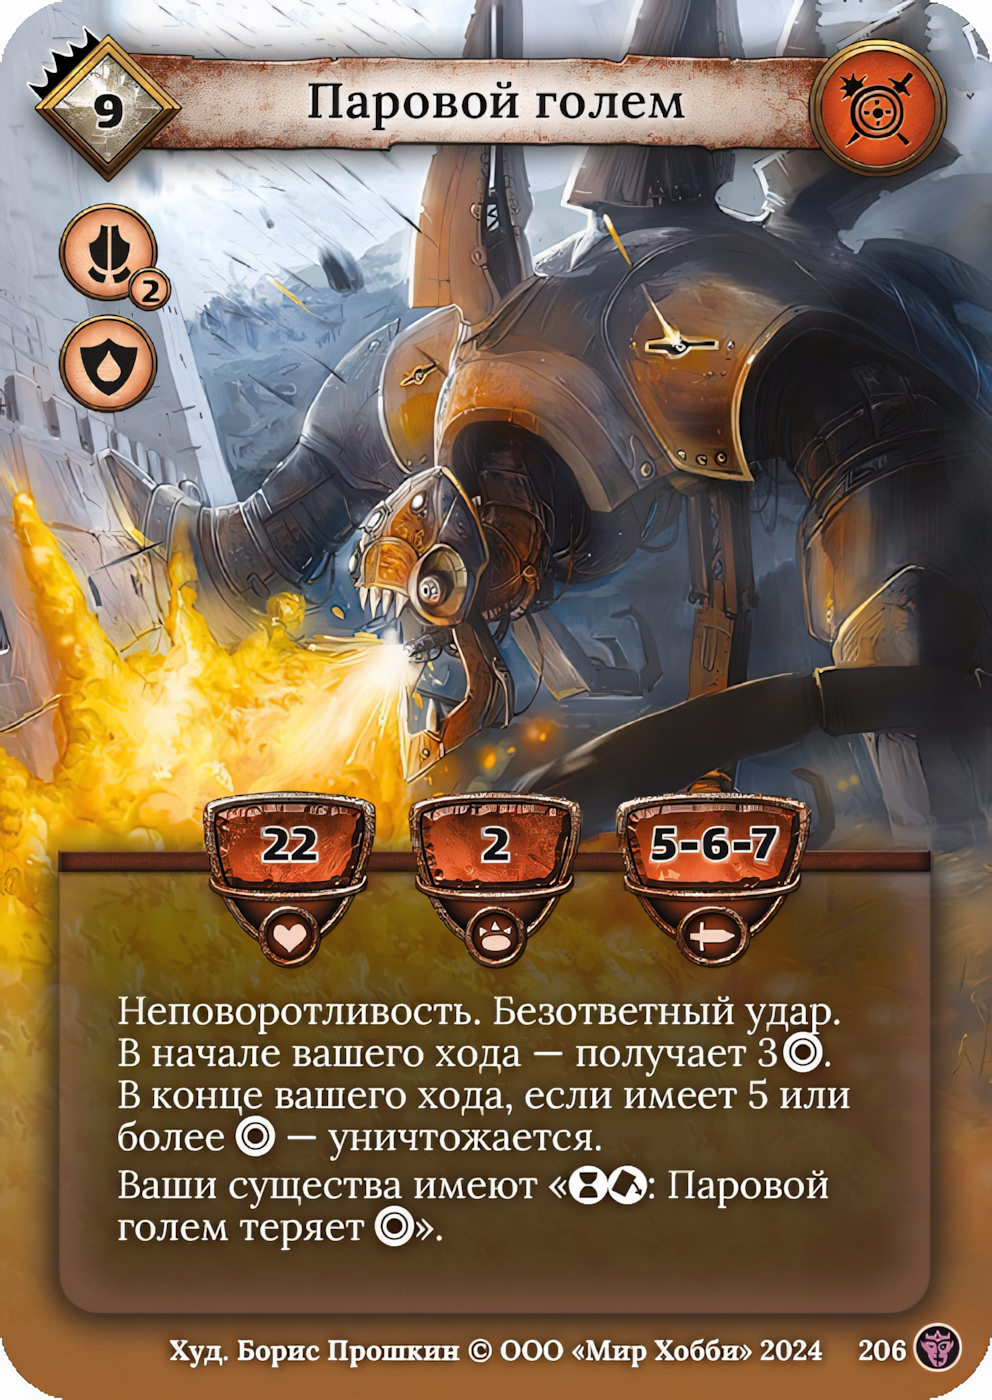 9
Паровой голем
2
22
2
5-6-7
Неповоротливость. Безответный удар.
В начале вашего хода — получает 3.
В конце вашего хода, если имеет 5 или
более — уничтожается.
Ваши существа имеют «: Паровой
голем теряет ».
Худ. Борис Прошкин © ООО «Мир Хобби» 2024 206